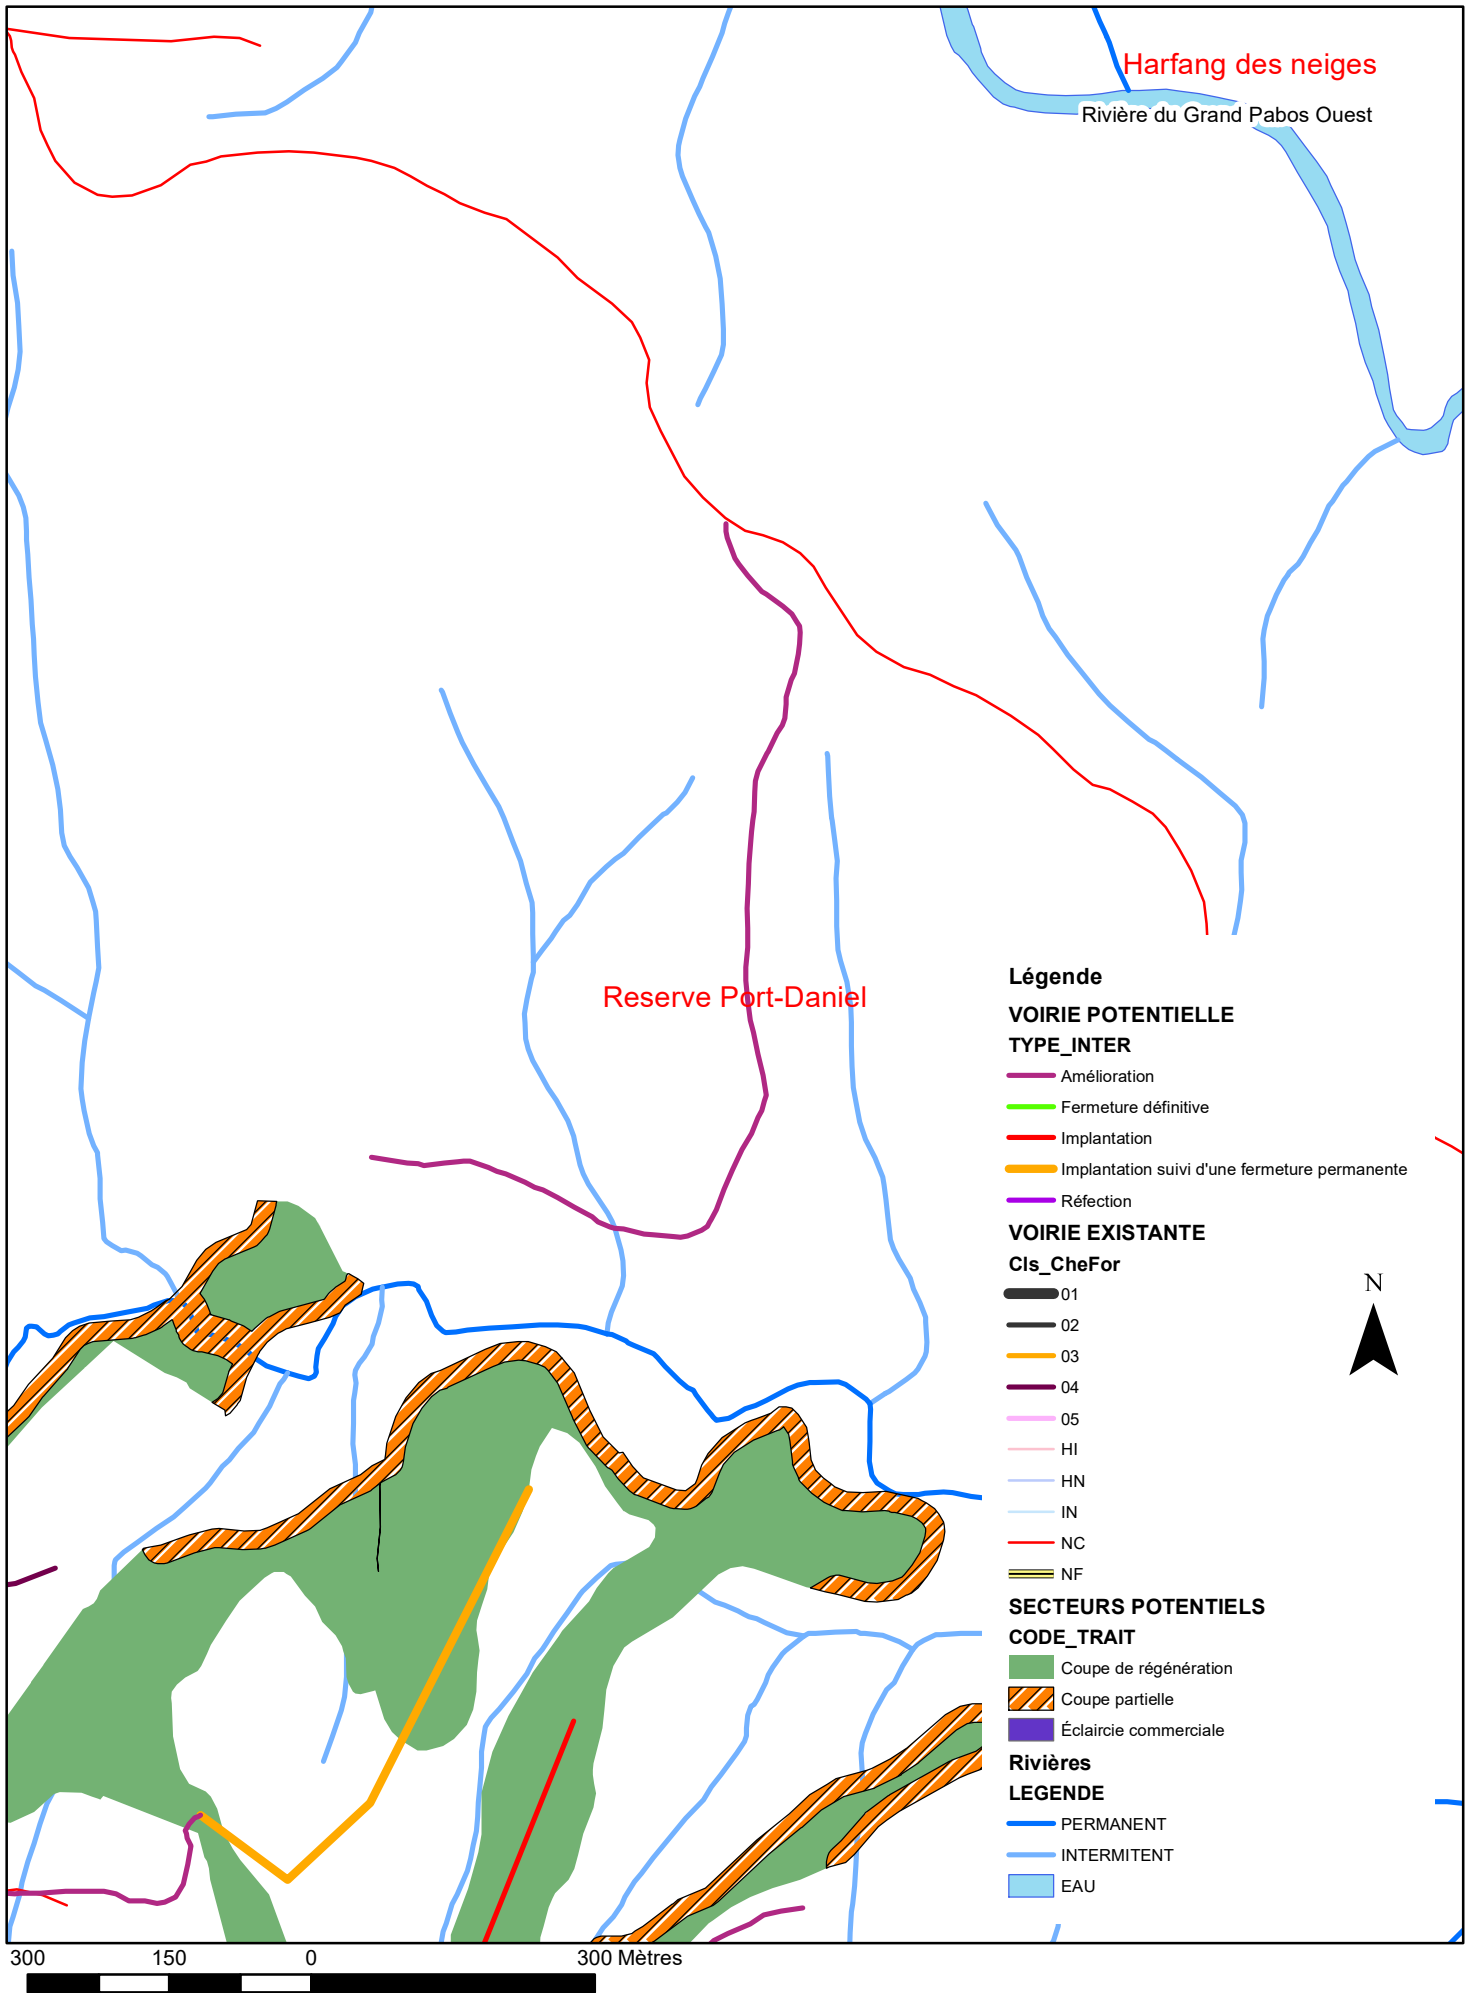 Harfang des neiges
Rivière du Grand Pabos Ouest
Reserve Port-Daniel
Légende
VOIRIE POTENTIELLE
TYPE_INTER
Amélioration
Fermeture définitive
Implantation
Implantation suivi d'une fermeture permanente
Réfection
VOIRIE EXISTANTE
Cls_CheFor
01
02
03
04
05
HI
HN
IN
NC
NF
SECTEURS POTENTIELS
CODE_TRAIT
Coupe de régénération
Coupe partielle
Éclaircie commerciale
Rivières
LEGENDE
PERMANENT
INTERMITENT
EAU
N
300 150 0 300 Mètres